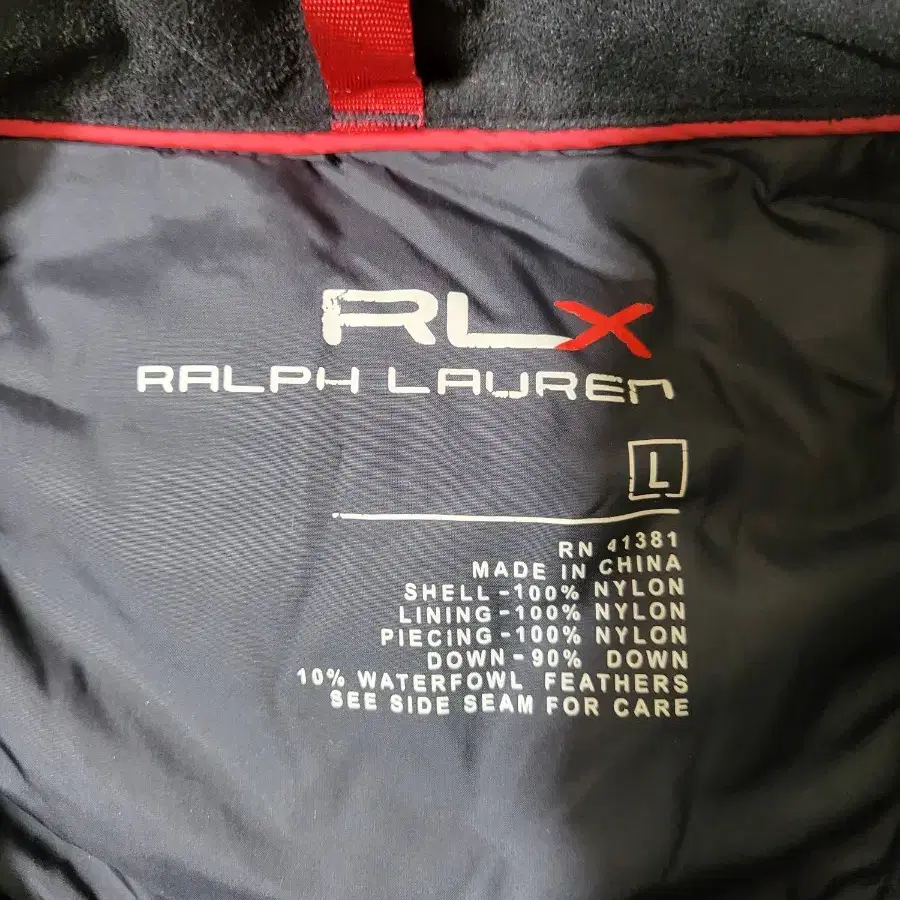 RLX
RALPH LAUREN
L
RN 41381
MADE IN CHINA
SHELL-100% NYLON
LINING-100% NYLON
PIECING-100% NYLON
DOWN-90% DOWN
10% WATERFOWL FEATHERS
SEE SIDE SEAM FOR CARE